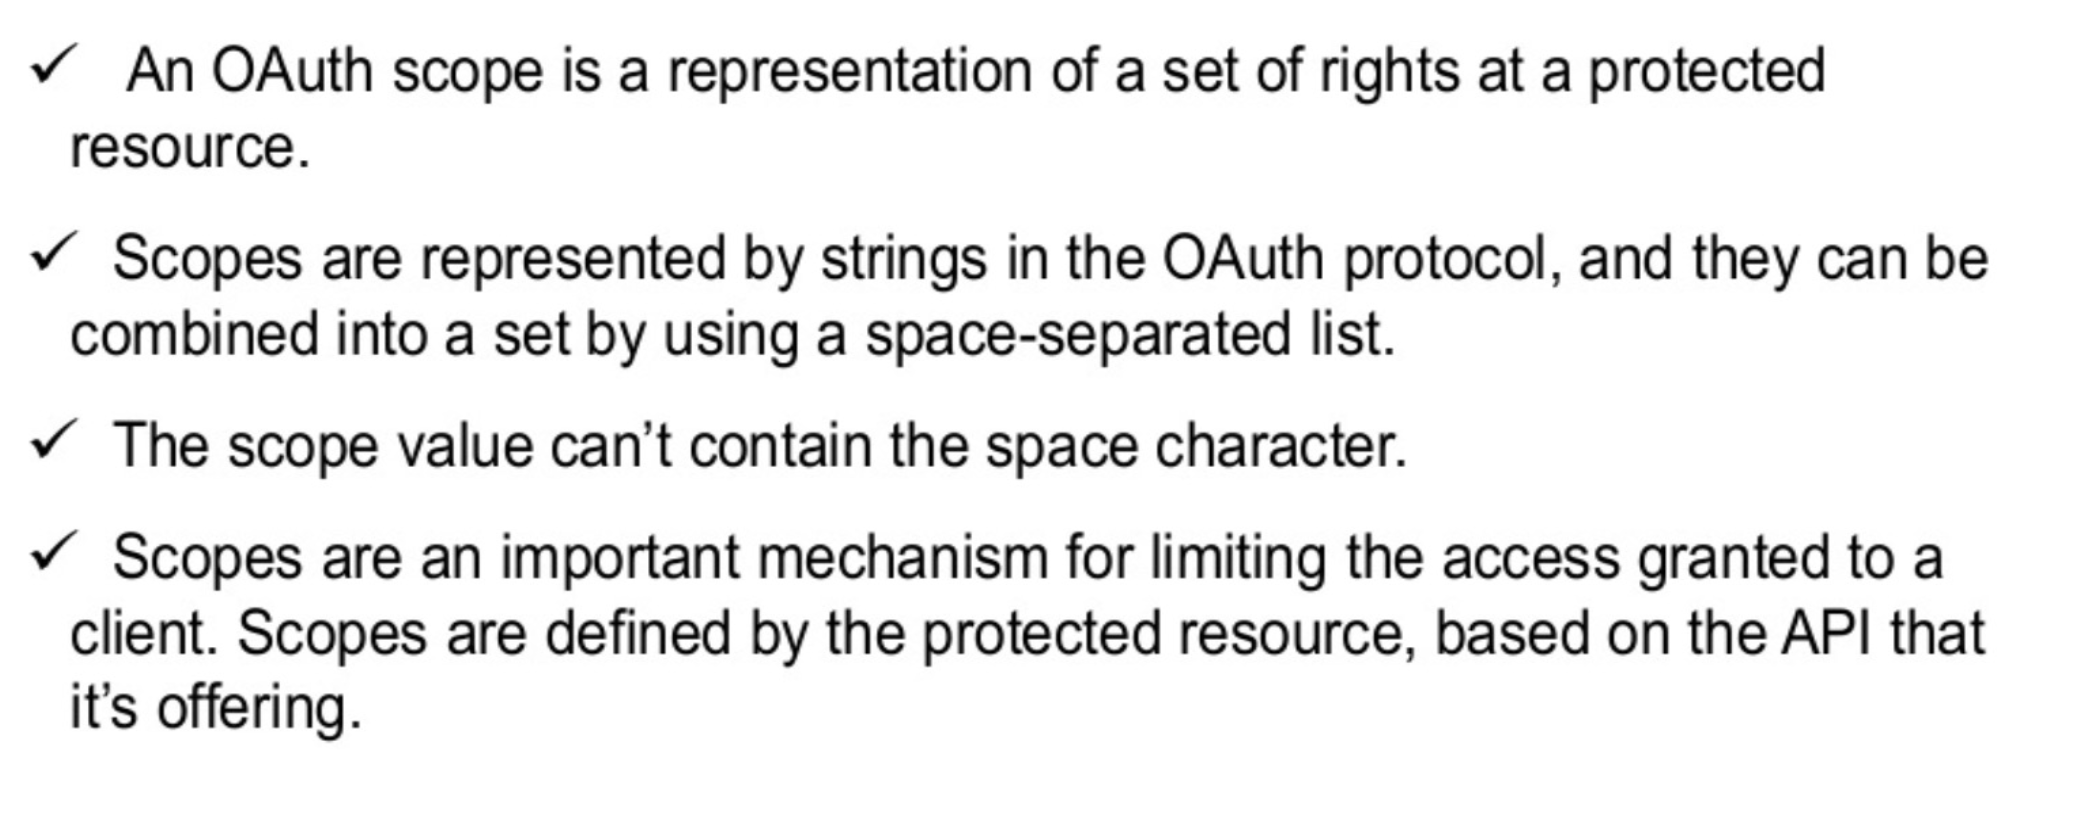 ✓ An OAuth scope is a representation of a set of rights at a protected
resource.
✓ Scopes are represented by strings in the OAuth protocol, and they can be
combined into a set by using a space-separated list.
✓ The scope value can’t contain the space character.
✓ Scopes are an important mechanism for limiting the access granted to a
client. Scopes are defined by the protected resource, based on the API that
it’s offering.